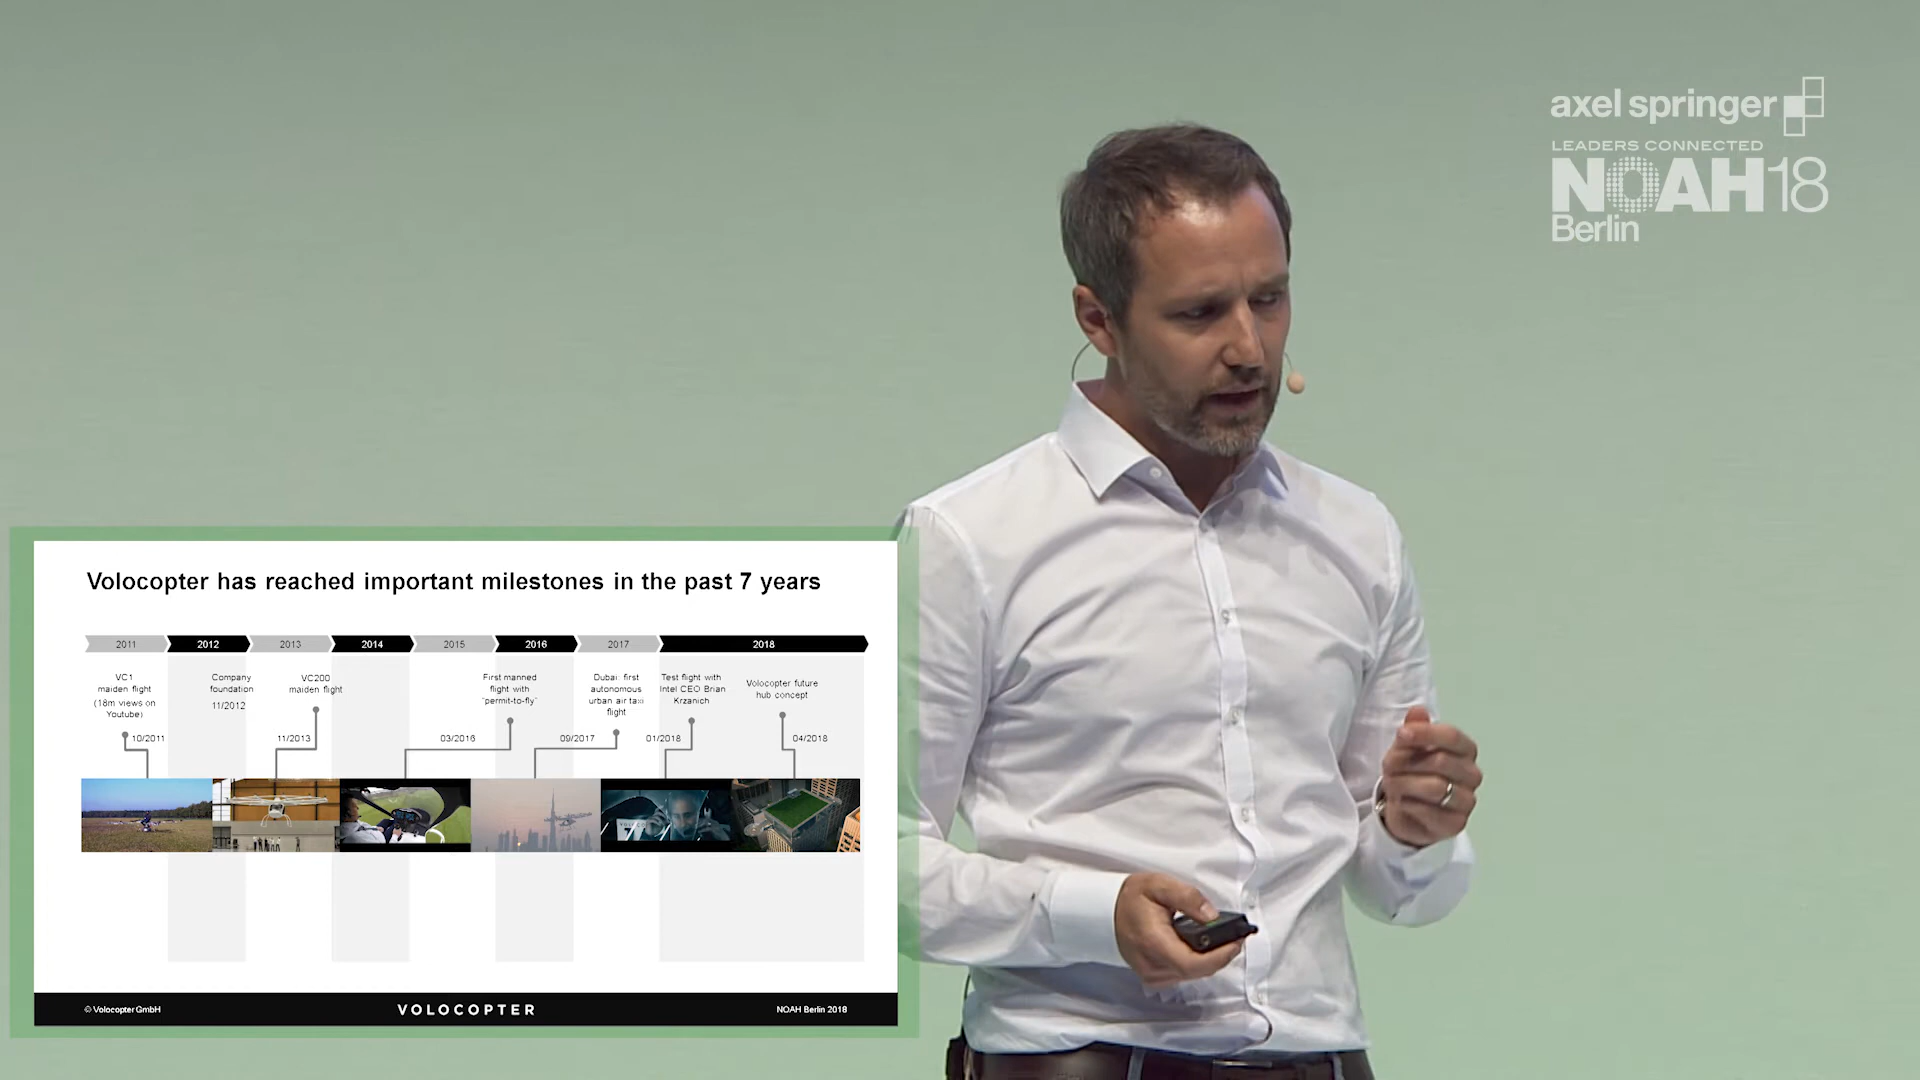 axel springer
LEADERS CONNECTED
NOAH18
Berlin
Volocopter has reached important milestones in the past 7 years
2011
2012
2013
2014
2015
2016
2017
2018
VC1
maiden flight
(18m views on
Youtube)
10/2011
Company
foundation
11/2012
VC200
maiden flight
11/2013
First manned
flight with
"permit-to-fly"
03/2016
Dubai: first
autonomous
urban air taxi
flight
09/2017
Test flight with
Intel CEO Brian
Krzanich
01/2018
Volocopter future
hub concept
04/2018
© Volocopter GmbH
VOLOCOPTER
NOAH Berlin 2018